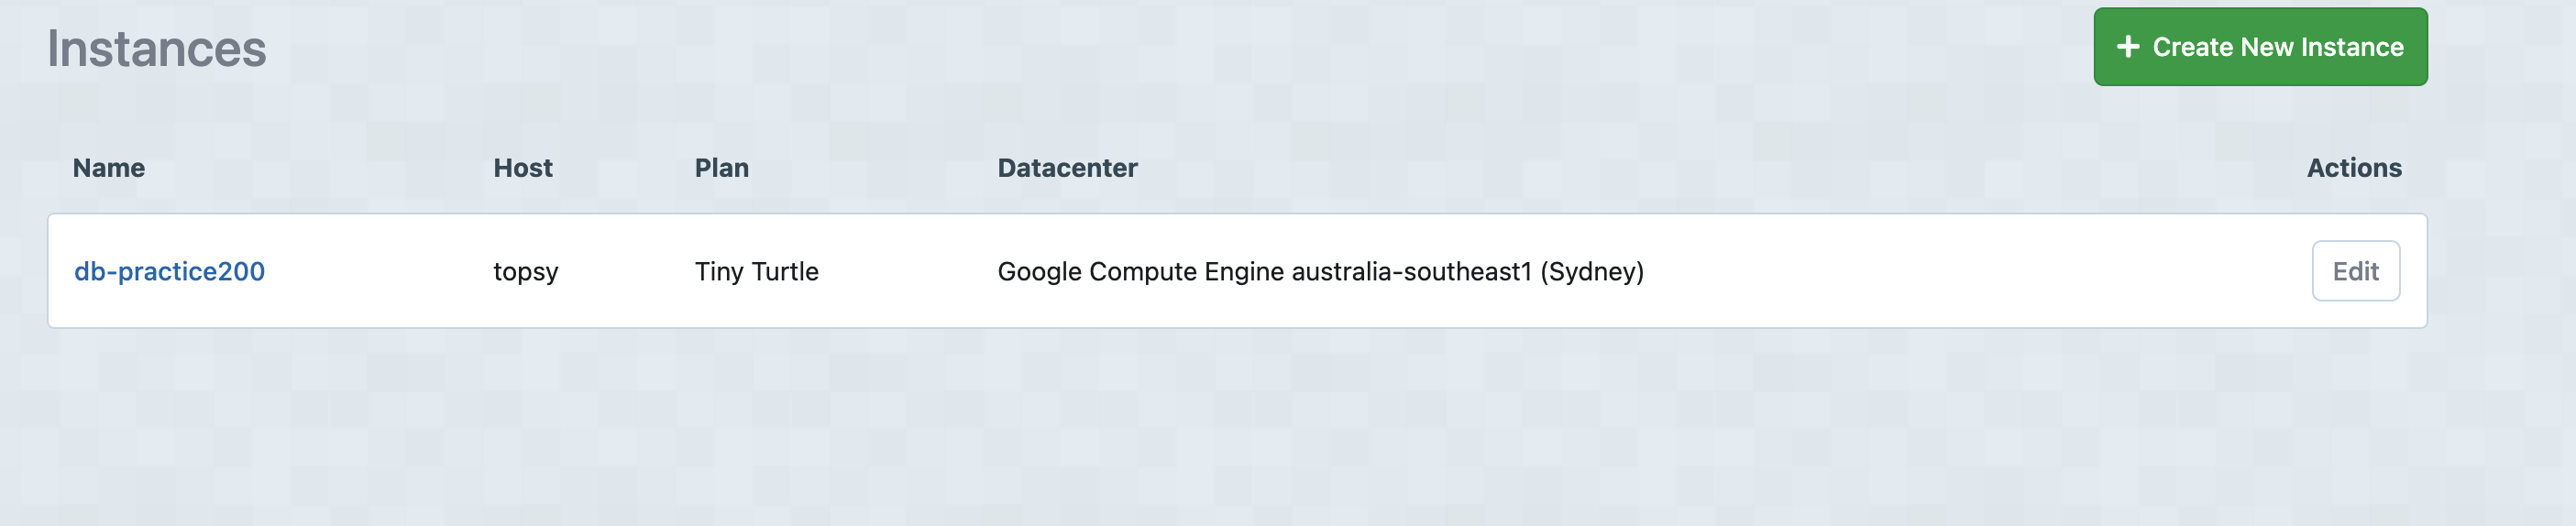 Instances
+ Create New Instance
Name Host Plan Datacenter Actions
db-practice200 topsy Tiny Turtle Google Compute Engine australia-southeast1 (Sydney) Edit